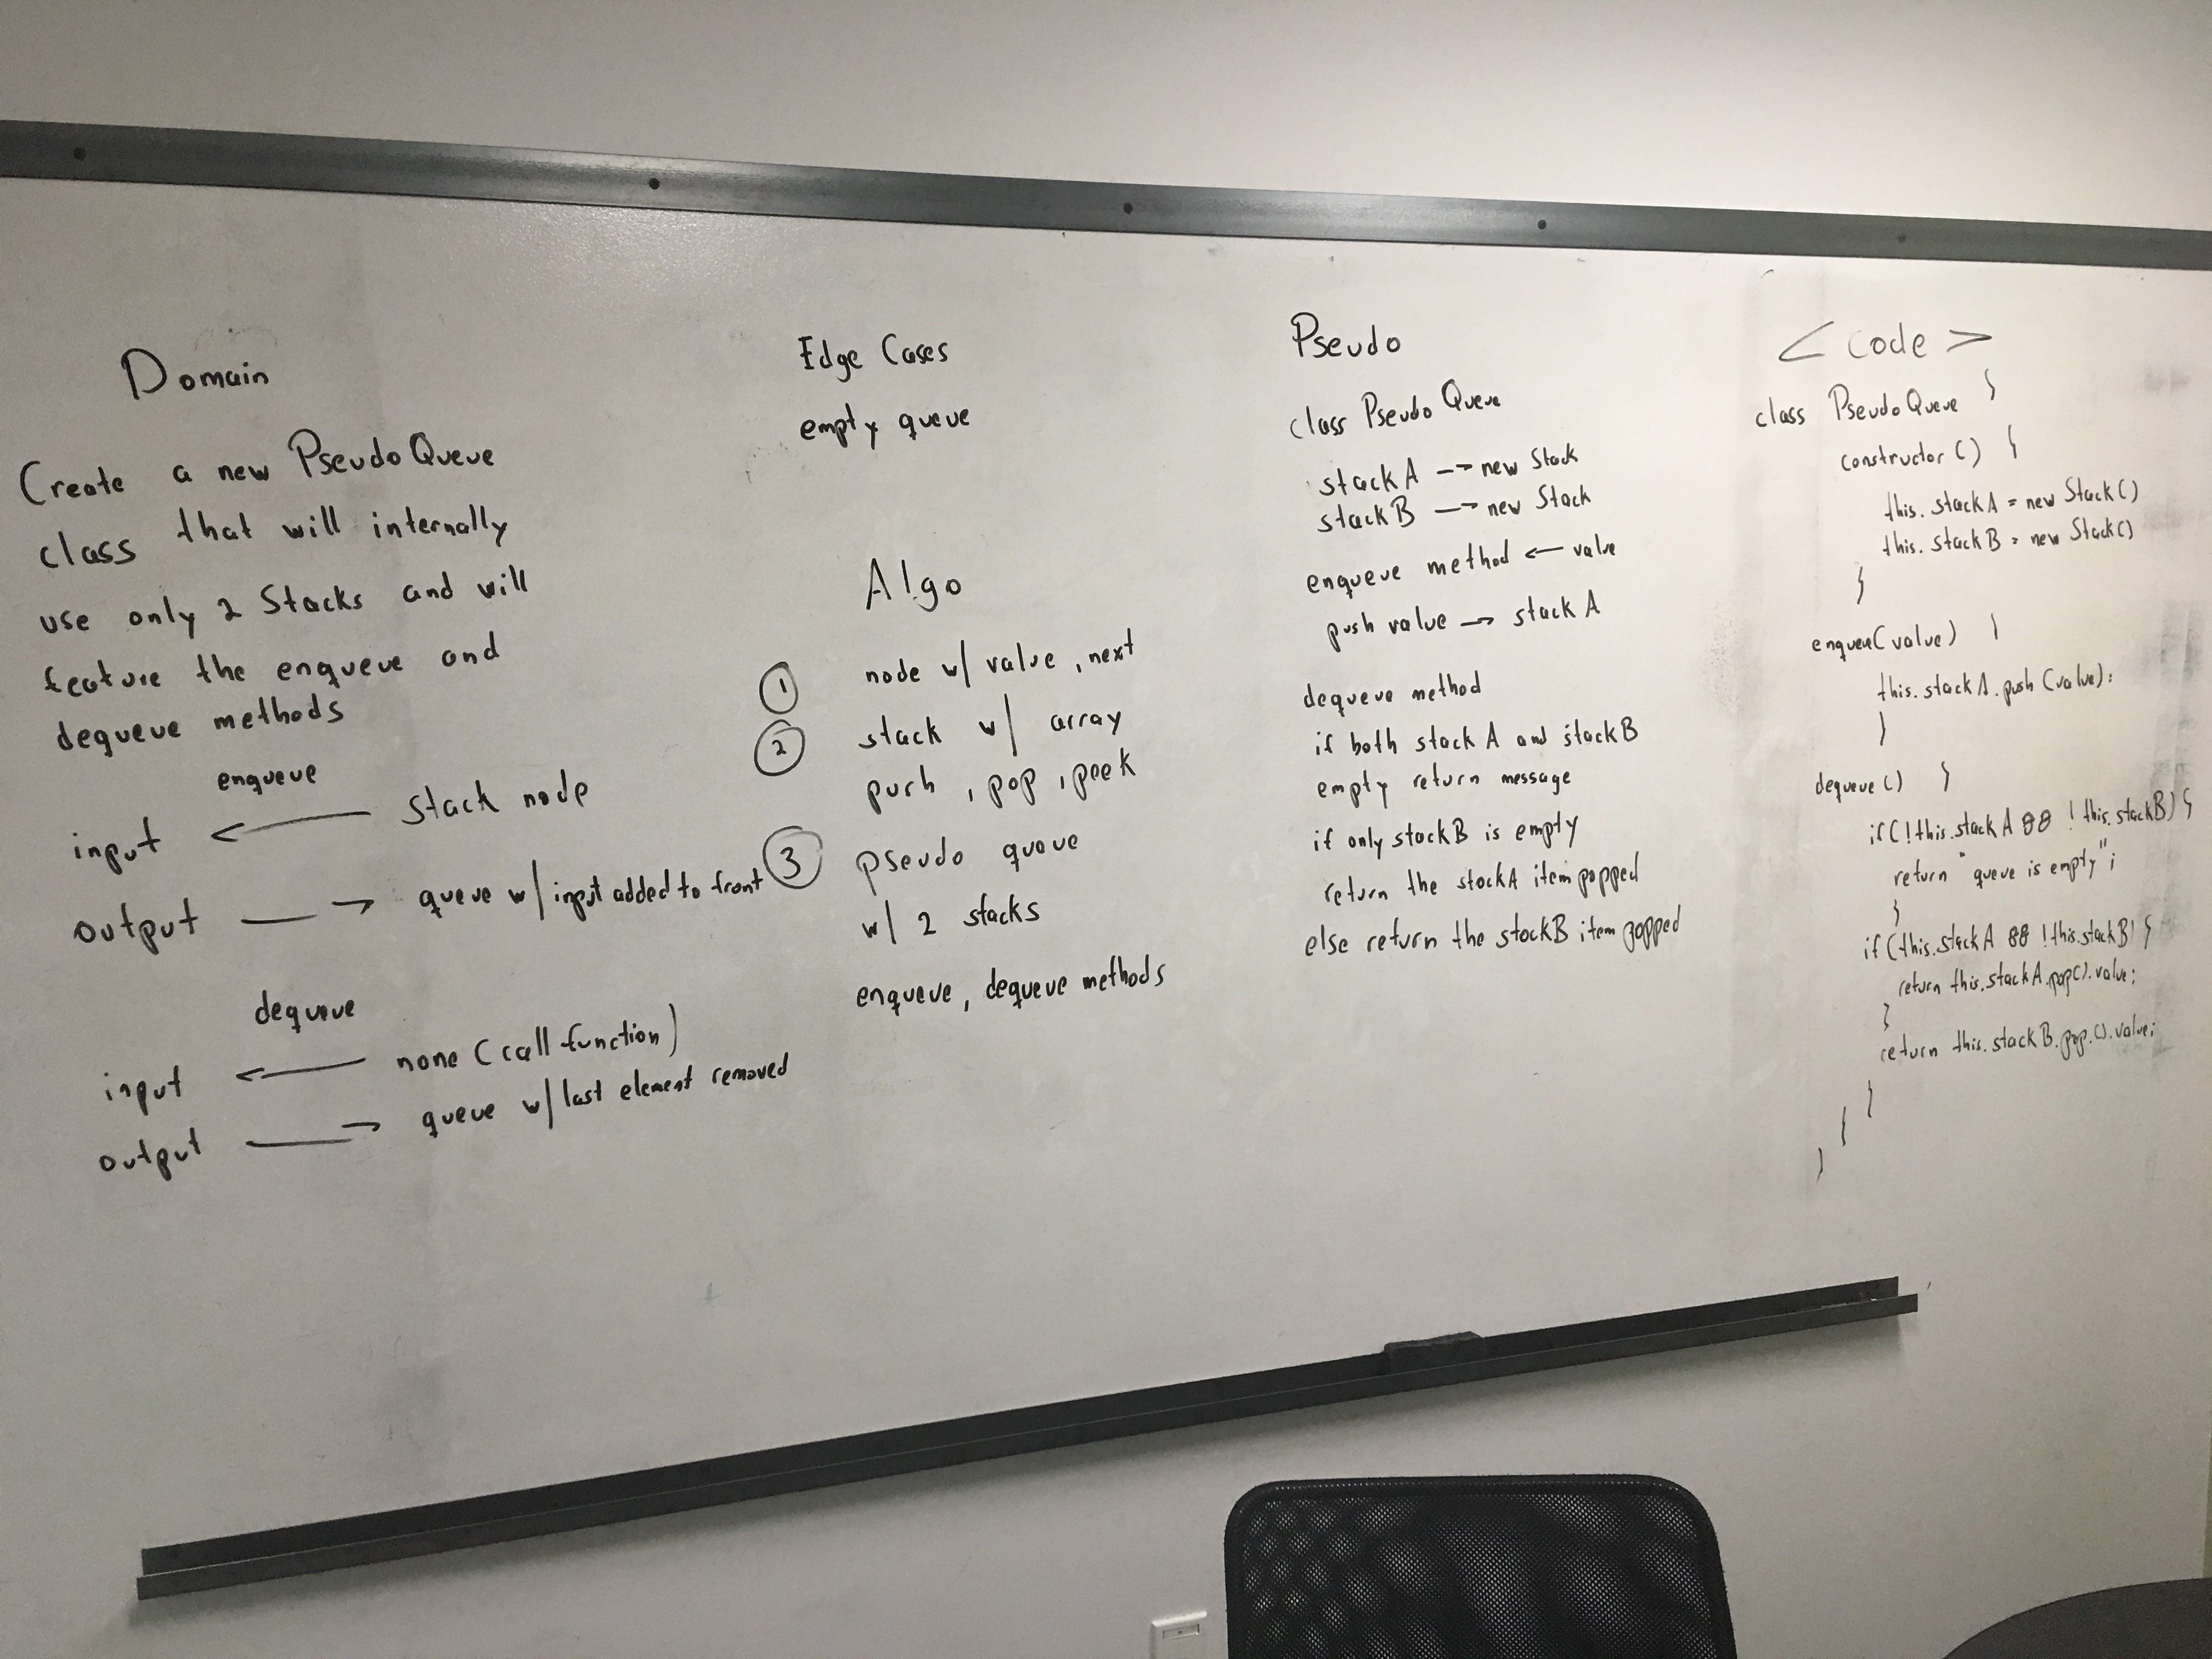 Domain
Create a new PseudoQueue
class that will internally
use only 2 Stacks and will
feature the enqueue and
dequeue methods
enqueue
input ← stack node
output → queue w/ input added to front
dequeue
input ← none (call function)
output → queue w/ last element removed
Edge Cases
empty queue
Algo
① node w/ value, next
② stack w/ array
push, pop, peek
③ pseudo queue
w/ 2 stacks
enqueue, dequeue methods
Pseudo
class PseudoQueue
stackA → new Stack
stackB → new Stack
enqueue method ← value
push value → stackA
dequeue method
if both stackA and stackB
empty return message
if only stackB is empty
return the stackA item popped
else return the stockB item popped
< code >
class PseudoQueue }
constructor() {
this.stackA = new Stack()
this.stackB = new Stack()
}
enqueue(value) }
this.stackA.push(value);
}
dequeue() }
if(!this.stackA && !this.stackB) {
return "queue is empty";
}
if(this.stackA && !this.stackB) {
return this.stackA.pop().value;
}
return this.stackB.pop.().value;
}
}
}